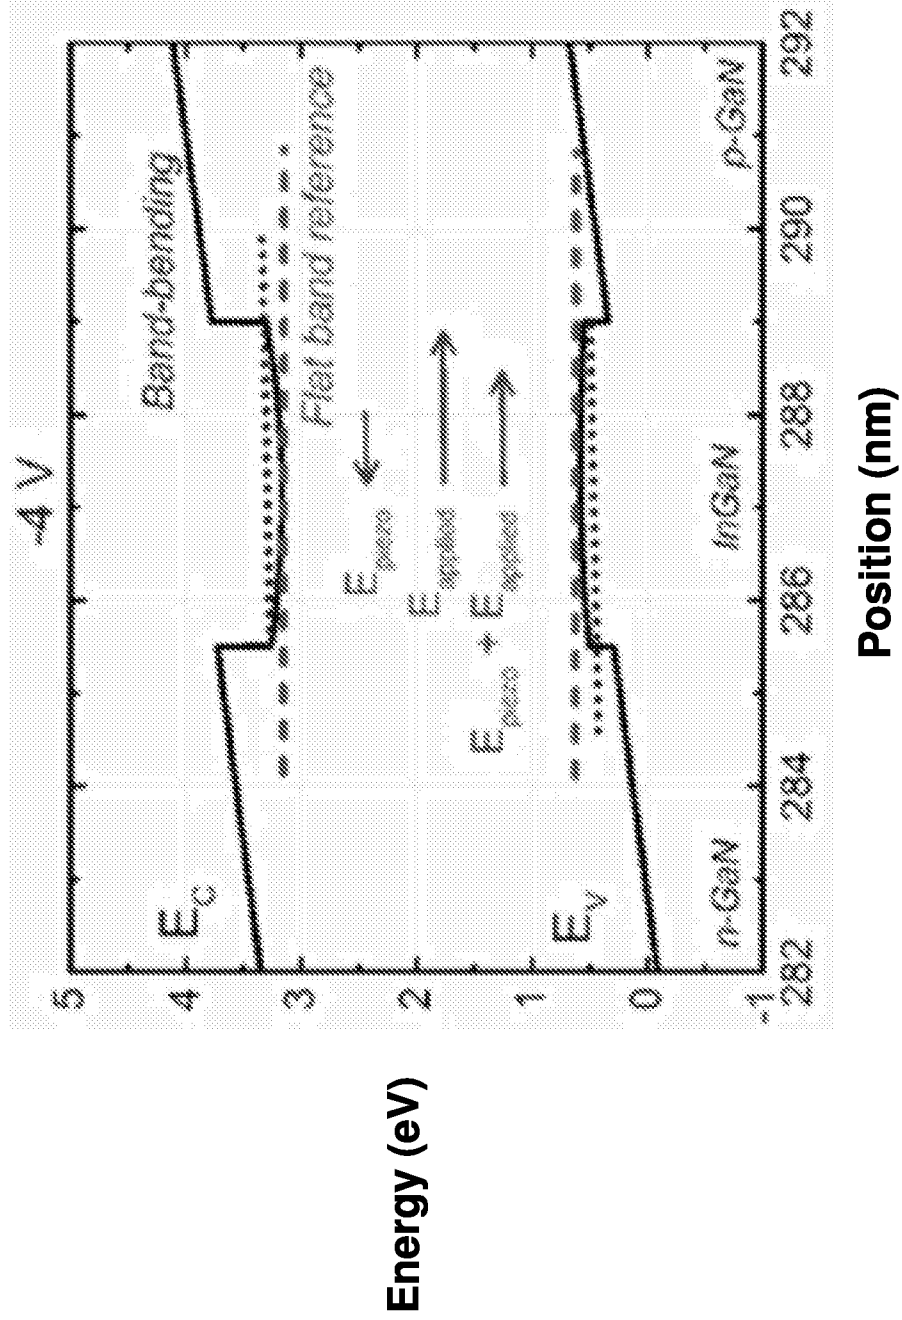 -4 V
5
4
3
2
1
0
-1
E_C
Band-bending
Flat band reference
E_piezo
E_applied
E_piezo + E_applied
E_V
n-GaN
InGaN
p-GaN
282
284
286
288
290
292
Energy (eV)
Position (nm)